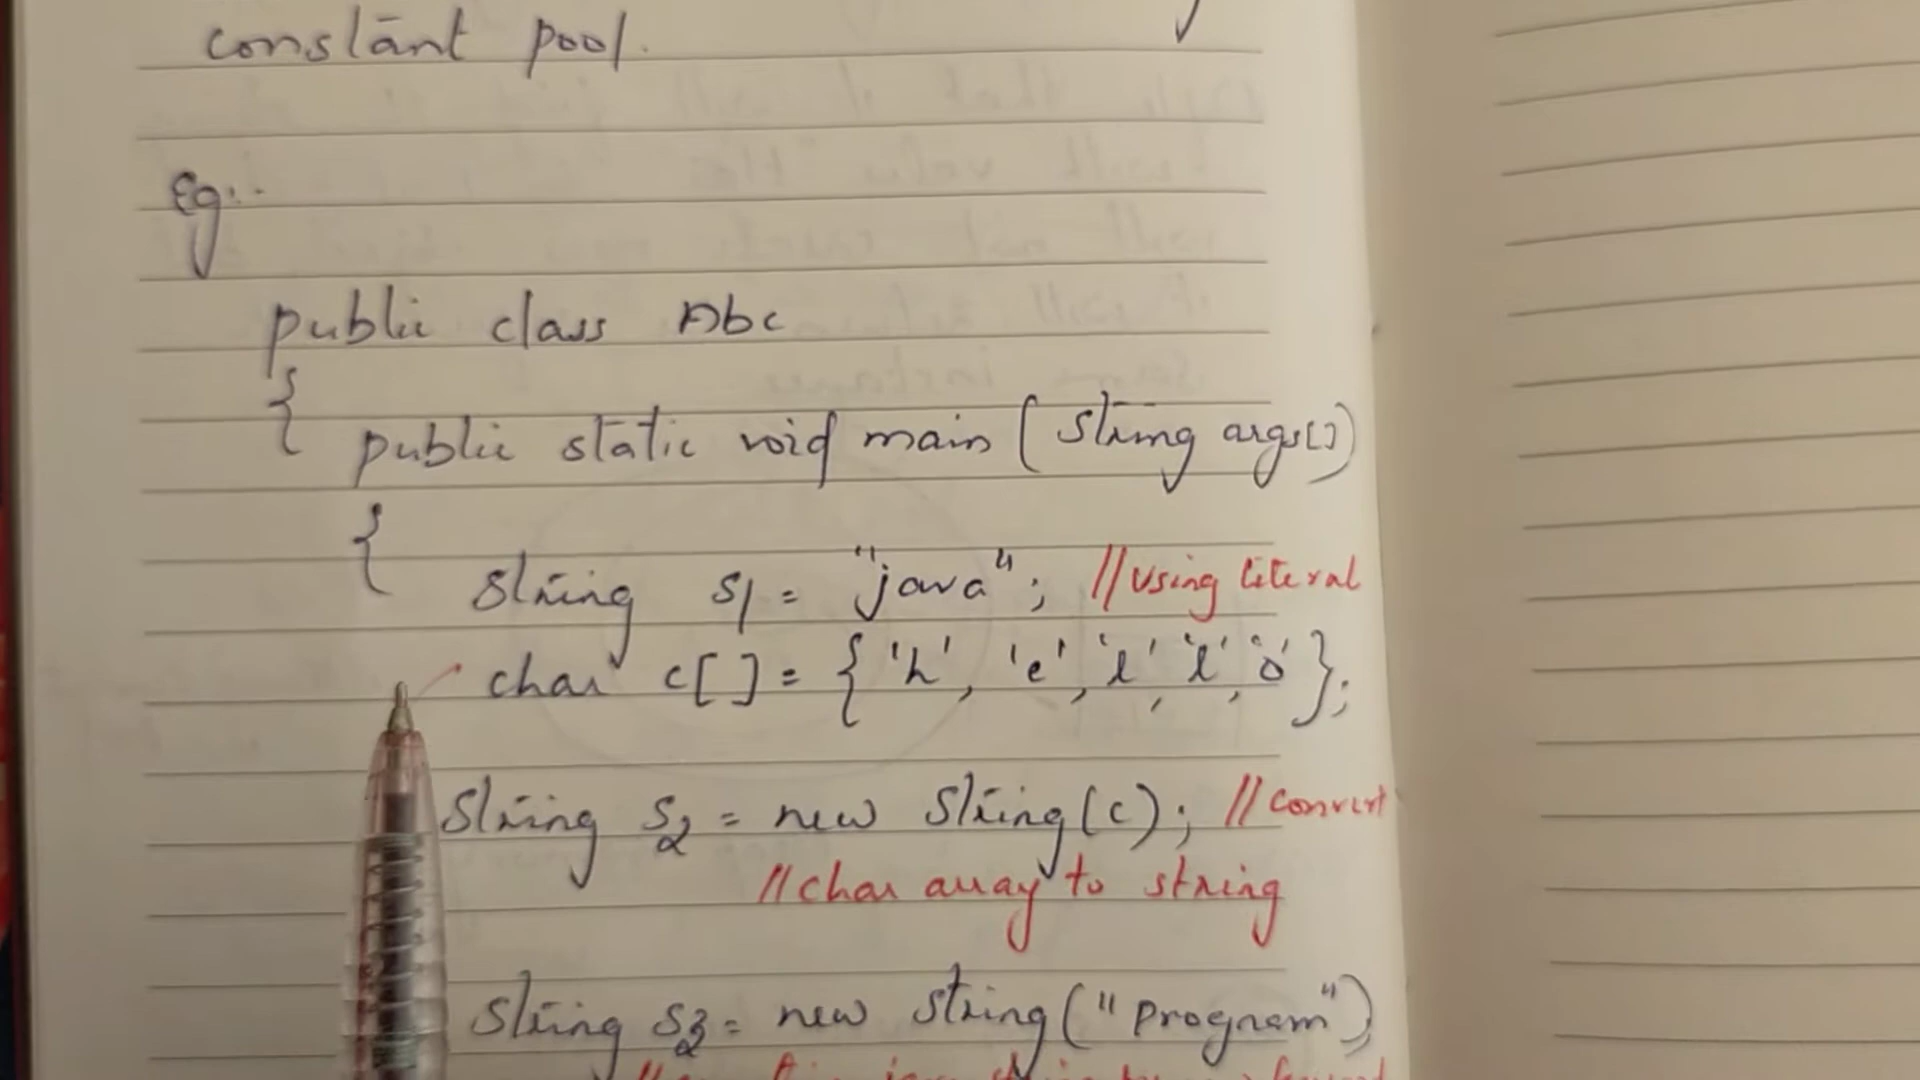 constant pool.
Eg:-
public class Abc
{
public static void main (String args[])
{
String s1 = "java"; //Using literal
char c[] = {'h', 'e', 'l', 'l', 'o'};
String s2 = new String(c); //convert
//char array to string
String s3 = new String("program")